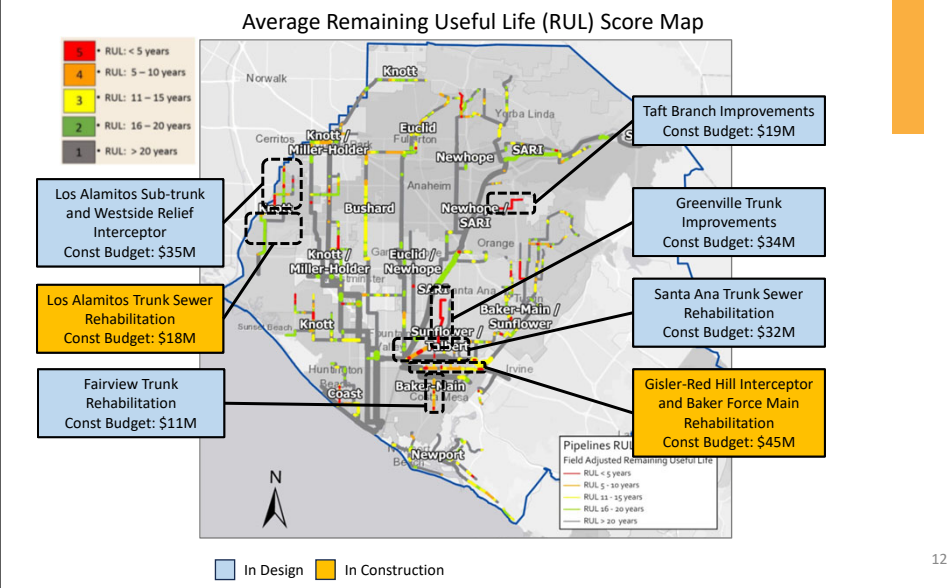 Average Remaining Useful Life (RUL) Score Map
5 • RUL: < 5 years
4 • RUL: 5 – 10 years
3 • RUL: 11 – 15 years
2 • RUL: 16 – 20 years
1 • RUL: > 20 years
Los Alamitos Sub-trunk
and Westside Relief
Interceptor
Const Budget: $35M
Los Alamitos Trunk Sewer
Rehabilitation
Const Budget: $18M
Fairview Trunk
Rehabilitation
Const Budget: $11M
Taft Branch Improvements
Const Budget: $19M
Greenville Trunk
Improvements
Const Budget: $34M
Santa Ana Trunk Sewer
Rehabilitation
Const Budget: $32M
Gisler-Red Hill Interceptor
and Baker Force Main
Rehabilitation
Const Budget: $45M
Norwalk
Knott
Yorba Linda
Cerritos
Knott /
Miller-Holder
Euclid
Fullerton
Newhope
SARI
Anaheim
Knott
Bushard
Newhope /
SARI
Orange
Knott /
Miller-Holder
Euclid /
Newhope
SARI
Santa Ana
Tustin
Baker-Main /
Sunflower
Sunset Beach
Knott
Sunflower /
Talbert
Huntington
Beach
Irvine
Coast
Baker-Main
Costa Mesa
Newport
Beach
N
Pipelines RUL
Field Adjusted Remaining Useful Life
RUL < 5 years
RUL 5 - 10 years
RUL 11 - 15 years
RUL 16 - 20 years
RUL > 20 years
In Design
In Construction
12